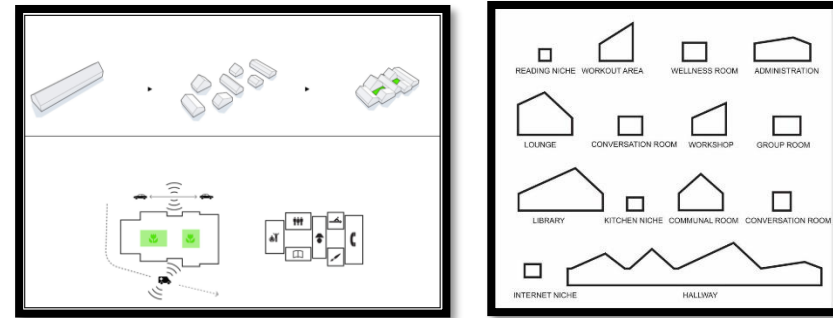 READING NICHE WORKOUT AREA WELLNESS ROOM ADMINISTRATION
LOUNGE CONVERSATION ROOM WORKSHOP GROUP ROOM
LIBRARY KITCHEN NICHE COMMUNAL ROOM CONVERSATION ROOM
INTERNET NICHE HALLWAY